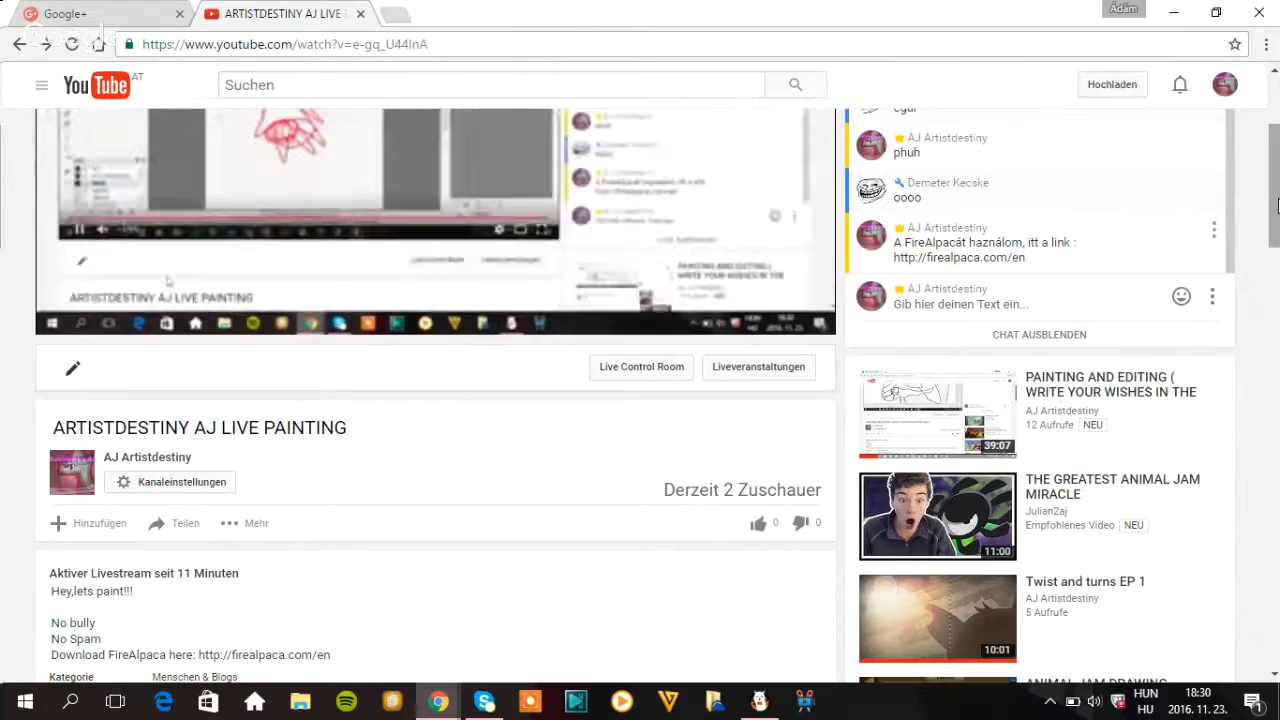 Google+
ARTISTDESTINY AJ LIVE
Ádám
https://www.youtube.com/watch?v=e-gq_U44InA
YouTube AT
Suchen
Hochladen
AJ Artistdestiny
phuh
Demeter Kecske
oooo
AJ Artistdestiny
A FireAlpacát haználom, itt a link :
http://firealpaca.com/en
AJ Artistdestiny
Gib hier deinen Text ein...
CHAT AUSBLENDEN
ARTISTDESTINY AJ LIVE PAINTING
Live Control Room
Liveveranstaltungen
ARTISTDESTINY AJ LIVE PAINTING
AJ Artistdestiny
Kanaleinstellungen
Derzeit 2 Zuschauer
Hinzufügen
Teilen
Mehr
0
0
Aktiver Livestream seit 11 Minuten
Hey,lets paint!!!
No bully
No Spam
Download FireAlpaca here: http://firealpaca.com/en
Kategorie
Menschen & Blogs
PAINTING AND EDITING (
WRITE YOUR WISHES IN THE
AJ Artistdestiny
12 Aufrufe NEU
39:07
THE GREATEST ANIMAL JAM
MIRACLE
Julian2aj
Empfohlenes Video NEU
11:00
Twist and turns EP 1
AJ Artistdestiny
5 Aufrufe
10:01
HUN
HU
18:30
2016. 11. 23.
1